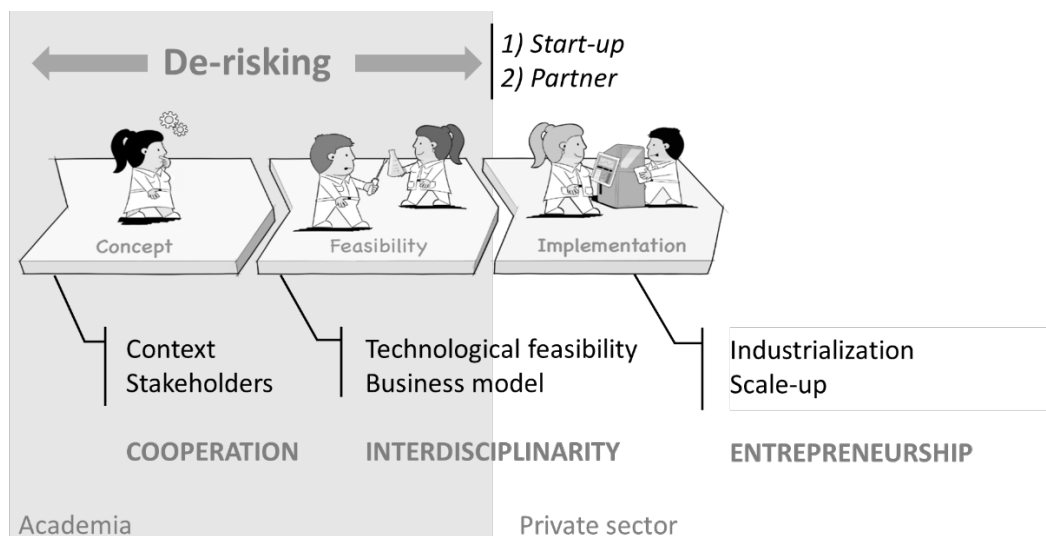 De-risking
1) Start-up
2) Partner
Concept
Feasibility
Implementation
Context
Stakeholders
Technological feasibility
Business model
Industrialization
Scale-up
COOPERATION
INTERDISCIPLINARITY
ENTREPRENEURSHIP
Academia
Private sector